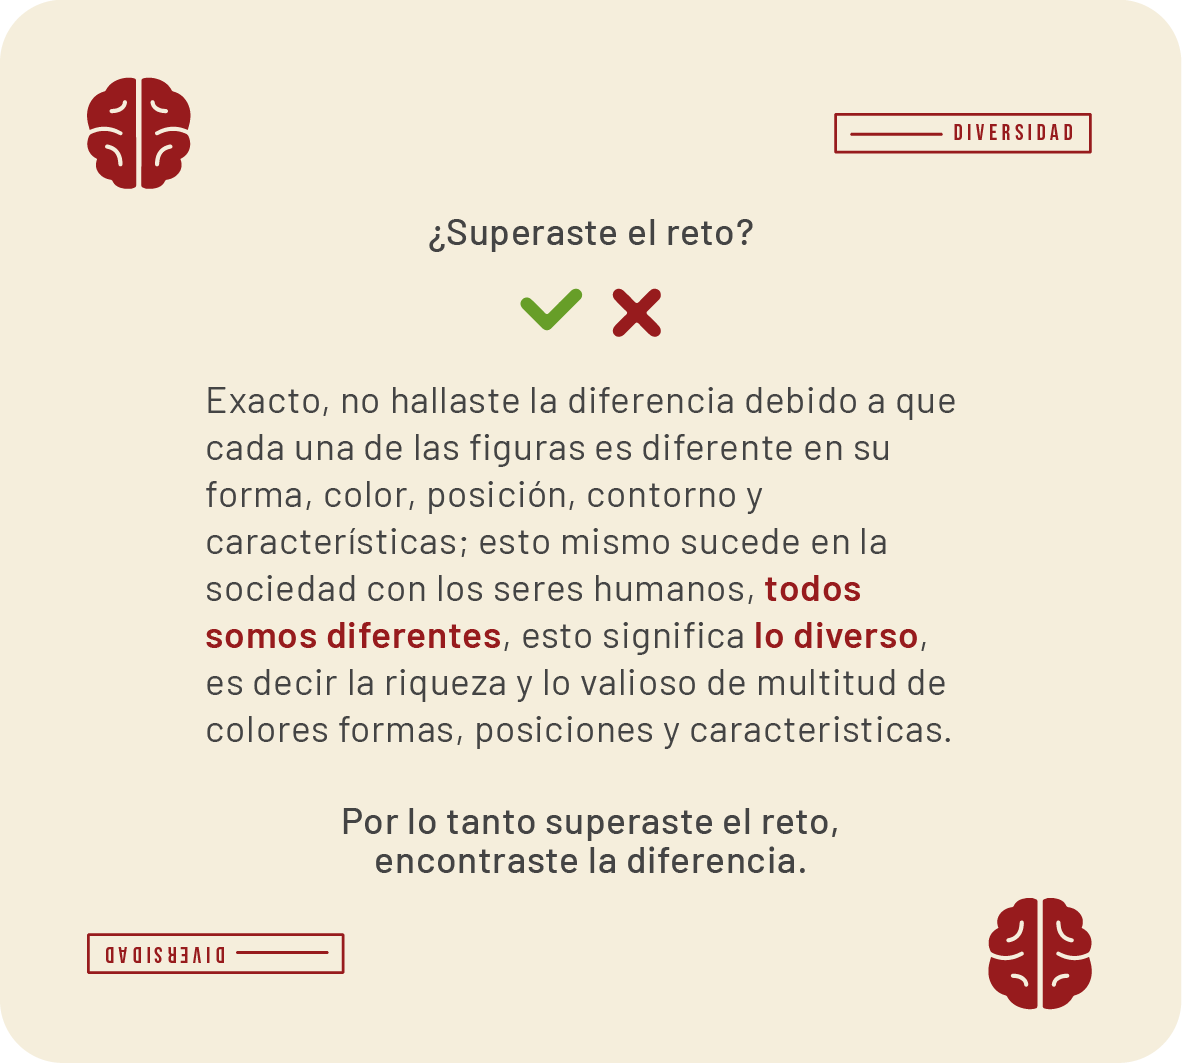 DIVERSIDAD
¿Superaste el reto?
Exacto, no hallaste la diferencia debido a que
cada una de las figuras es diferente en su
forma, color, posición, contorno y
características; esto mismo sucede en la
sociedad con los seres humanos, todos
somos diferentes, esto significa lo diverso,
es decir la riqueza y lo valioso de multitud de
colores formas, posiciones y caracteristicas.
Por lo tanto superaste el reto,
encontraste la diferencia.
DIVERSIDAD